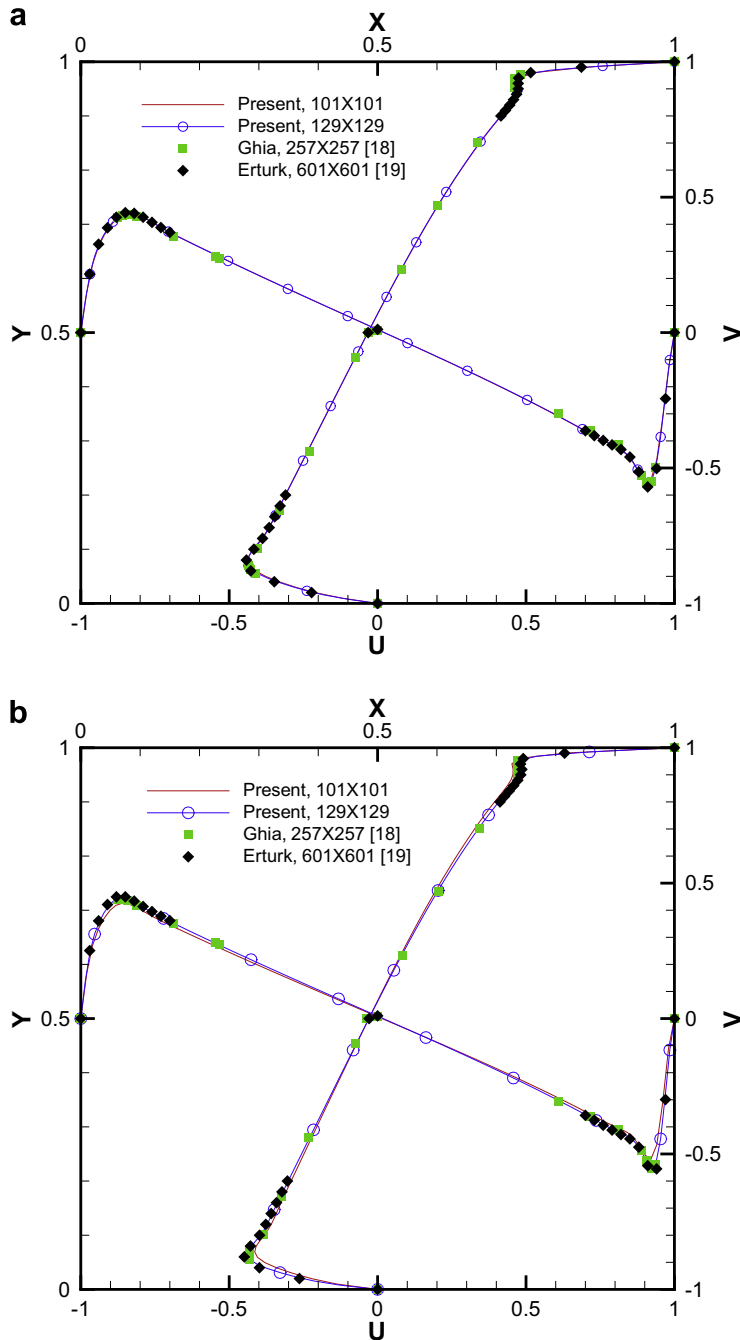 a
X
0 0.5 1
Present, 101X101
Present, 129X129
Ghia, 257X257 [18]
Erturk, 601X601 [19]
1 1
0.5
Y 0.5 0 V
-0.5
0 -1
-1 -0.5 0 0.5 1
U
b
X
0 0.5 1
Present, 101X101
Present, 129X129
Ghia, 257X257 [18]
Erturk, 601X601 [19]
1 1
0.5
Y 0.5 0 V
-0.5
0 -1
-1 -0.5 0 0.5 1
U